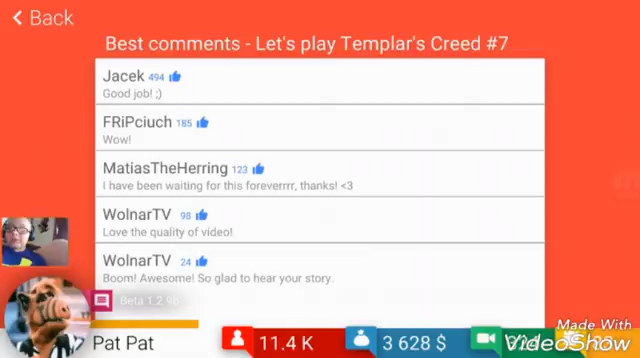 Back
Best comments - Let's play Templar's Creed #7
Jacek 494
Good job! ;)
FRiPciuch 185
Wow!
MatiasTheHerring 123
I have been waiting for this foreverrrr, thanks! <3
WolnarTV 98
Love the quality of video!
WolnarTV 24
Boom! Awesome! So glad to hear your story.
Beta 1.2.9b
Pat Pat
11.4 K
3 628 $
Made With
VideoShow